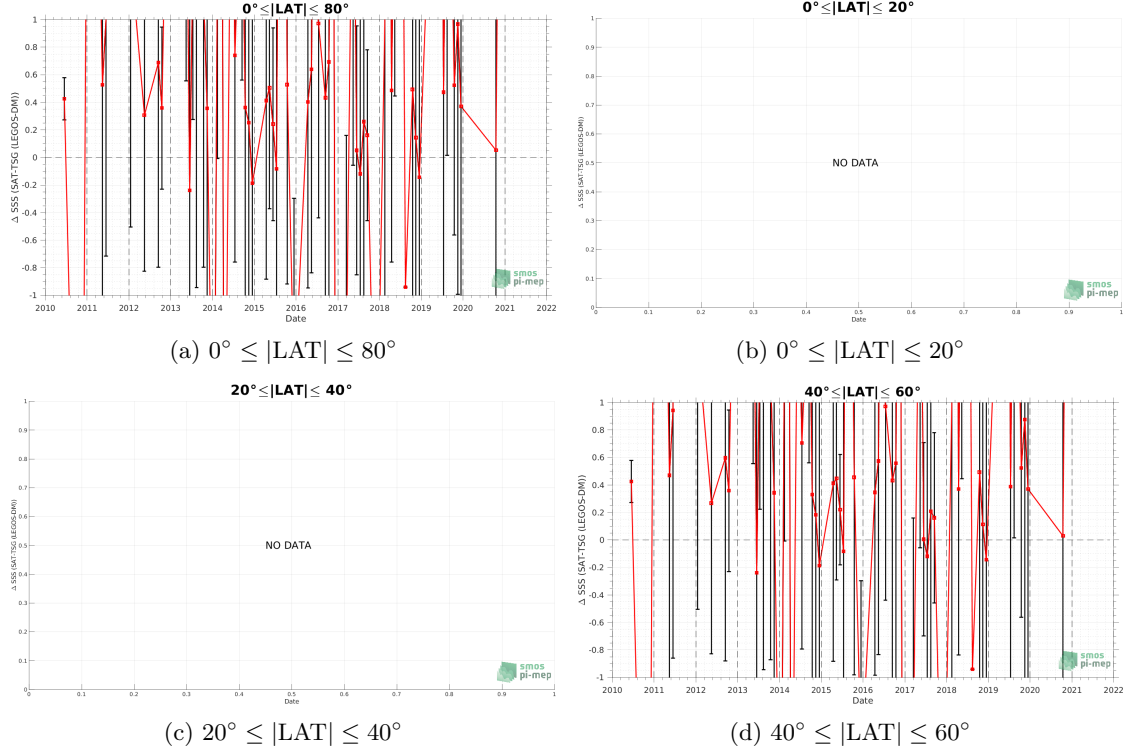 0°≤|LAT|≤ 80°
Δ SSS (SAT-TSG (LEGOS-DM))
1
0.8
0.6
0.4
0.2
0
-0.2
-0.4
-0.6
-0.8
-1
2010 2011 2012 2013 2014 2015 2016 2017 2018 2019 2020 2021 2022
Date
smos
pi-mep
(a) 0° ≤ |LAT| ≤ 80°
0°≤|LAT|≤ 20°
Δ SSS (SAT-TSG (LEGOS-DM))
1
0.9
0.8
0.7
0.6
0.5
0.4
0.3
0.2
0.1
0
NO DATA
0 0.1 0.2 0.3 0.4 0.5 0.6 0.7 0.8 0.9 1
Date
smos
pi-mep
(b) 0° ≤ |LAT| ≤ 20°
20°≤|LAT|≤ 40°
Δ SSS (SAT-TSG (LEGOS-DM))
1
0.9
0.8
0.7
0.6
0.5
0.4
0.3
0.2
0.1
0
NO DATA
0 0.1 0.2 0.3 0.4 0.5 0.6 0.7 0.8 0.9 1
Date
smos
pi-mep
(c) 20° ≤ |LAT| ≤ 40°
40°≤|LAT|≤ 60°
Δ SSS (SAT-TSG (LEGOS-DM))
1
0.8
0.6
0.4
0.2
0
-0.2
-0.4
-0.6
-0.8
-1
2010 2011 2012 2013 2014 2015 2016 2017 2018 2019 2020 2021 2022
Date
smos
pi-mep
(d) 40° ≤ |LAT| ≤ 60°